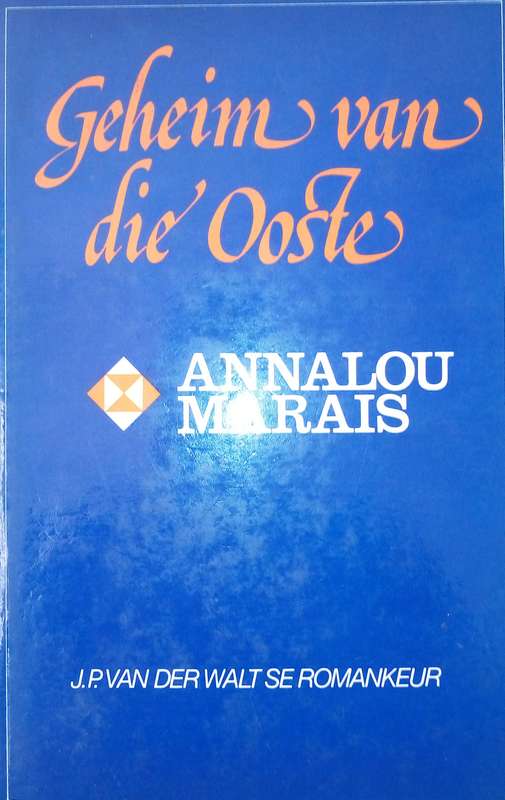 Geheim van
die Ooste
ANNALOU
MARAIS
J.P. VAN DER WALT SE ROMANKEUR